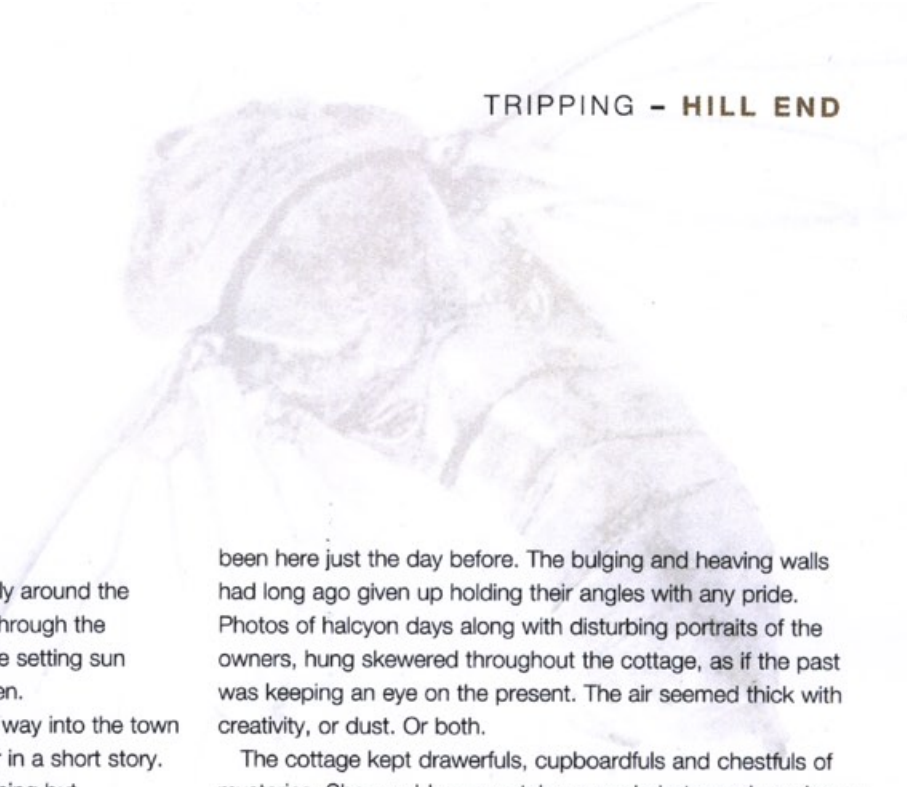 TRIPPING – HILL END
ly around the
hrough the
e setting sun
en.
way into the town
r in a short story.
been here just the day before. The bulging and heaving walls
had long ago given up holding their angles with any pride.
Photos of halcyon days along with disturbing portraits of the
owners, hung skewered throughout the cottage, as if the past
was keeping an eye on the present. The air seemed thick with
creativity, or dust. Or both.
The cottage kept drawerfuls, cupboardfuls and chestfuls of